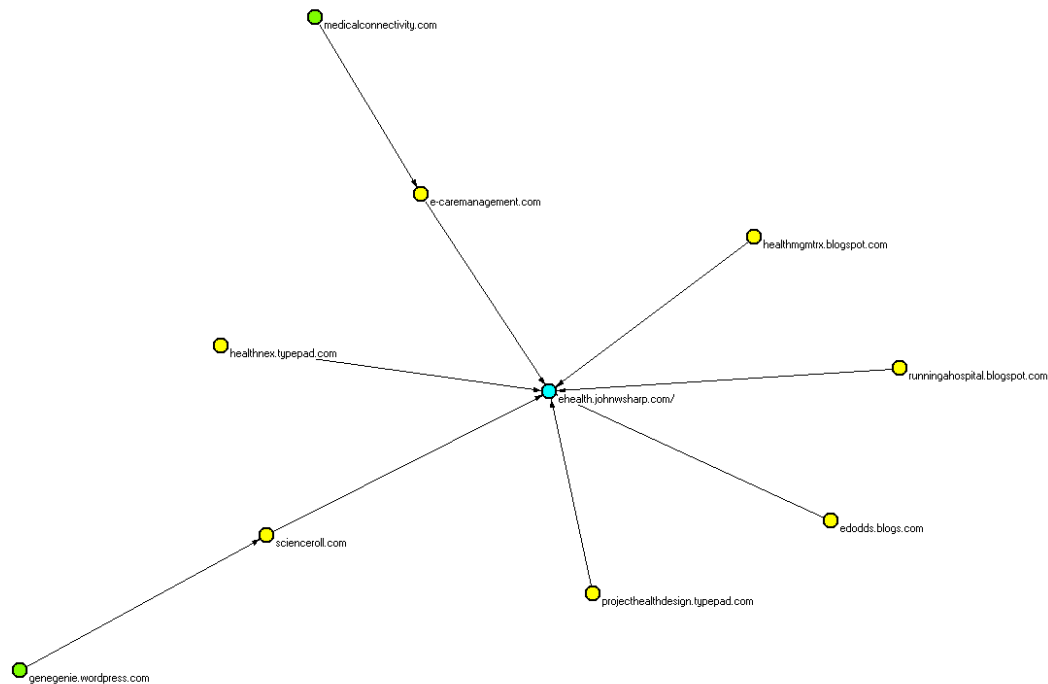 medicalconnectivity.com
e-caremanagement.com
healthmgmtrx.blogspot.com
healthnex.typepad.com
runningahospital.blogspot.com
ehealth.johnwsharp.com/
edodds.blogs.com
scienceroll.com
projecthealthdesign.typepad.com
genegenie.wordpress.com